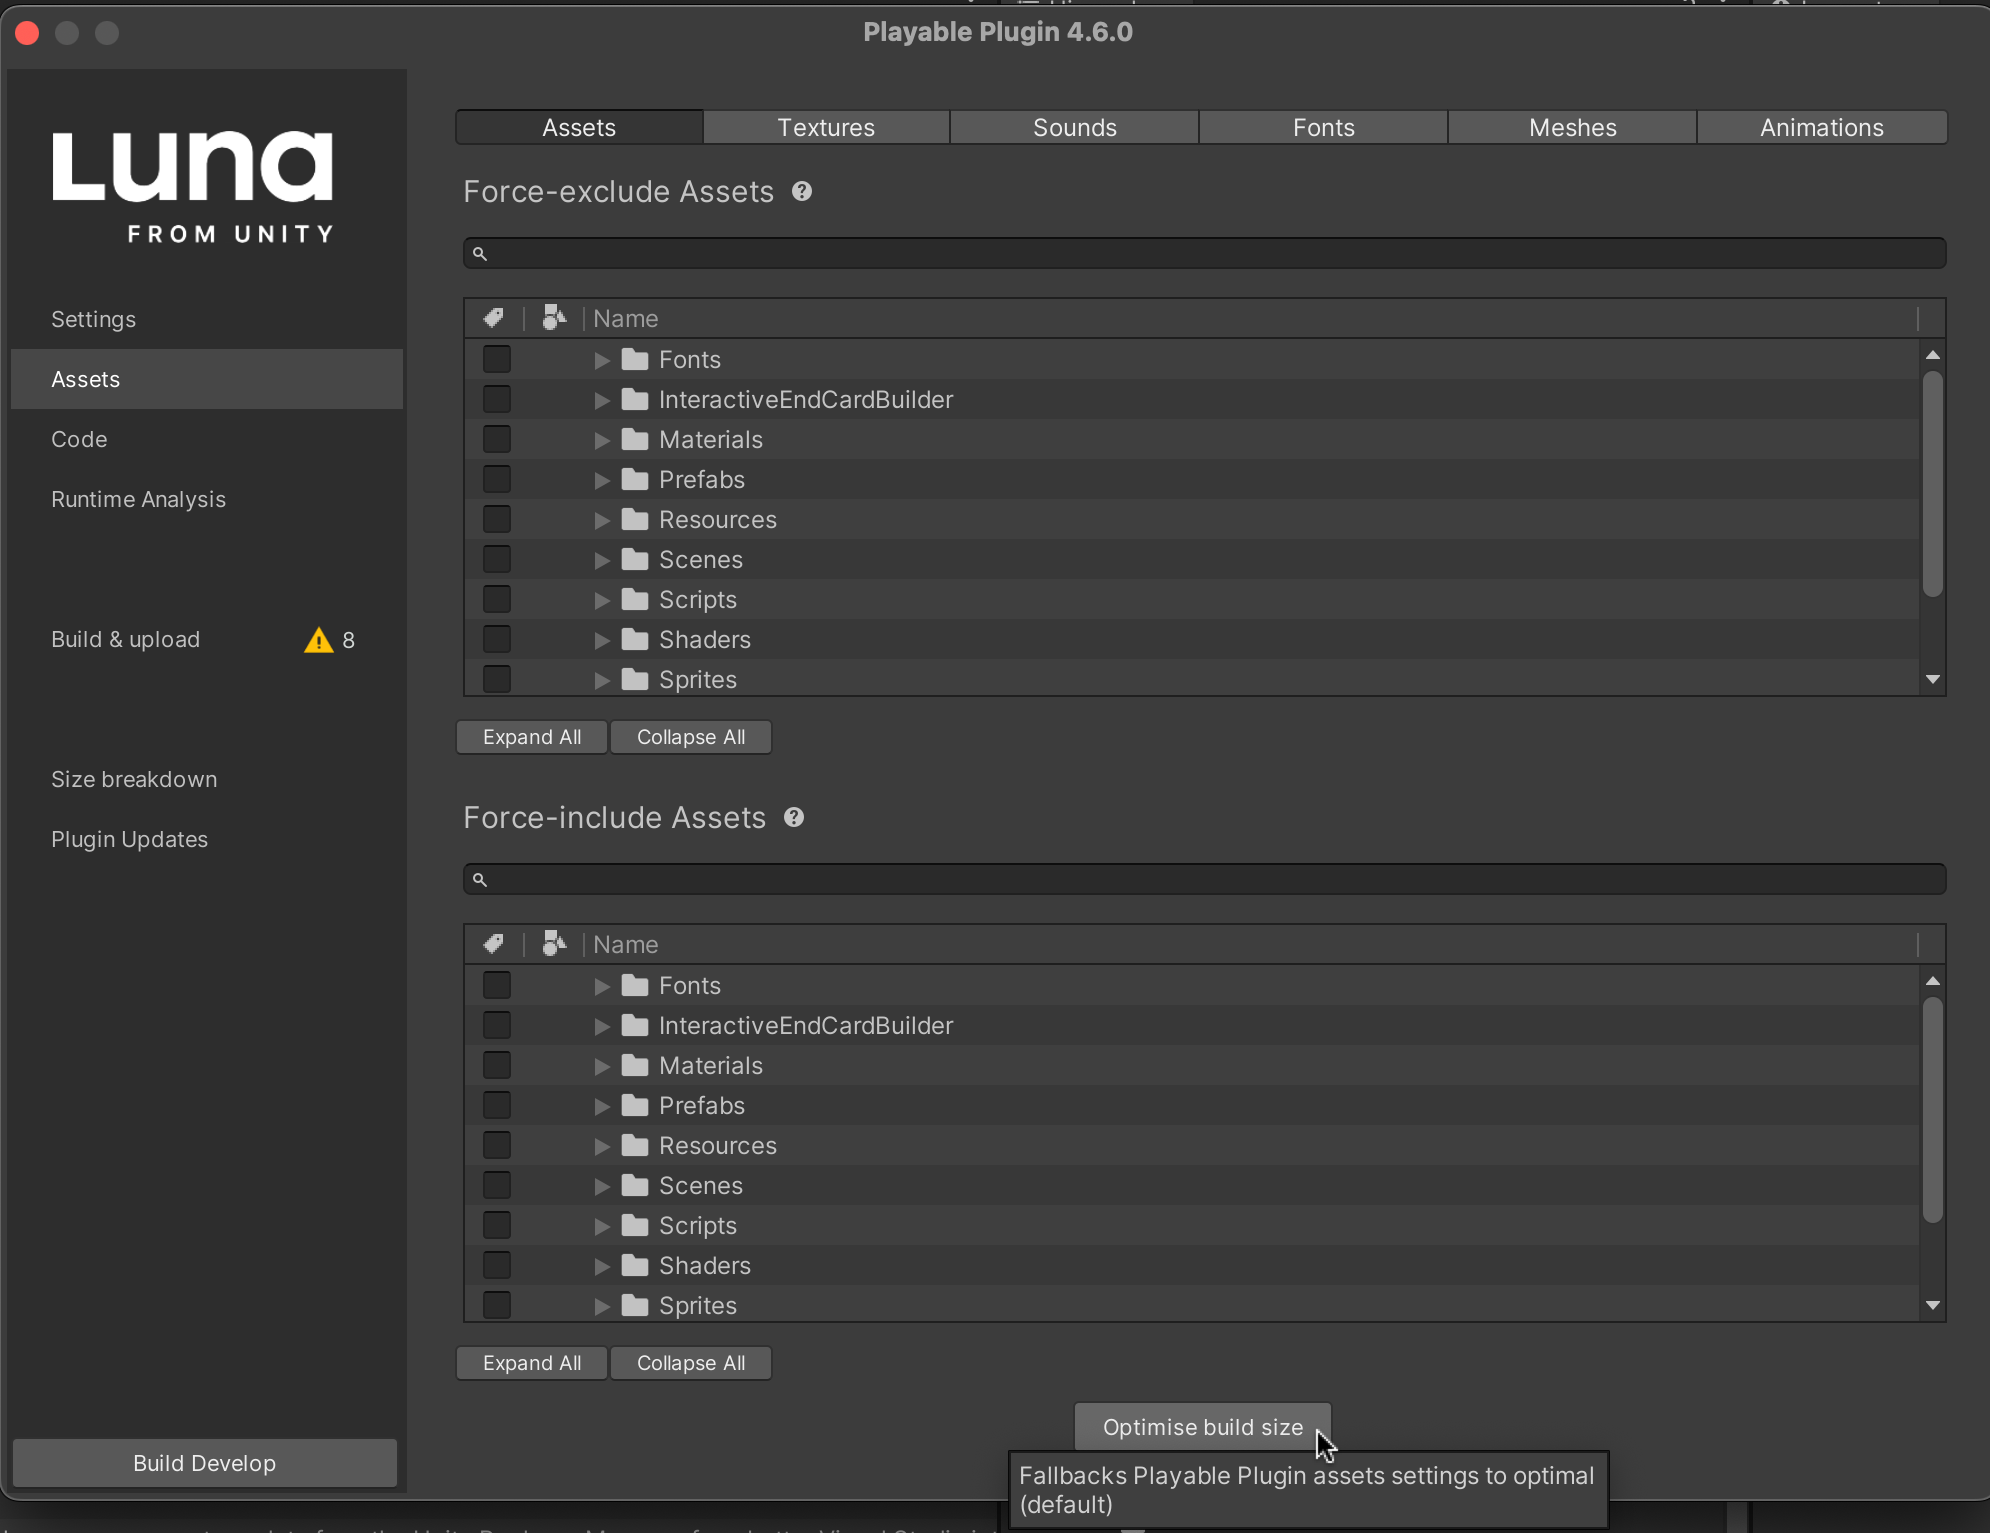 Playable Plugin 4.6.0
Luna
FROM UNITY
Settings
Assets
Code
Runtime Analysis
Build & upload 8
Size breakdown
Plugin Updates
Build Develop
Assets Textures Sounds Fonts Meshes Animations
Force-exclude Assets
Name
Fonts
InteractiveEndCardBuilder
Materials
Prefabs
Resources
Scenes
Scripts
Shaders
Sprites
Expand All Collapse All
Force-include Assets
Name
Fonts
InteractiveEndCardBuilder
Materials
Prefabs
Resources
Scenes
Scripts
Shaders
Sprites
Expand All Collapse All
Optimise build size
Fallbacks Playable Plugin assets settings to optimal
(default)